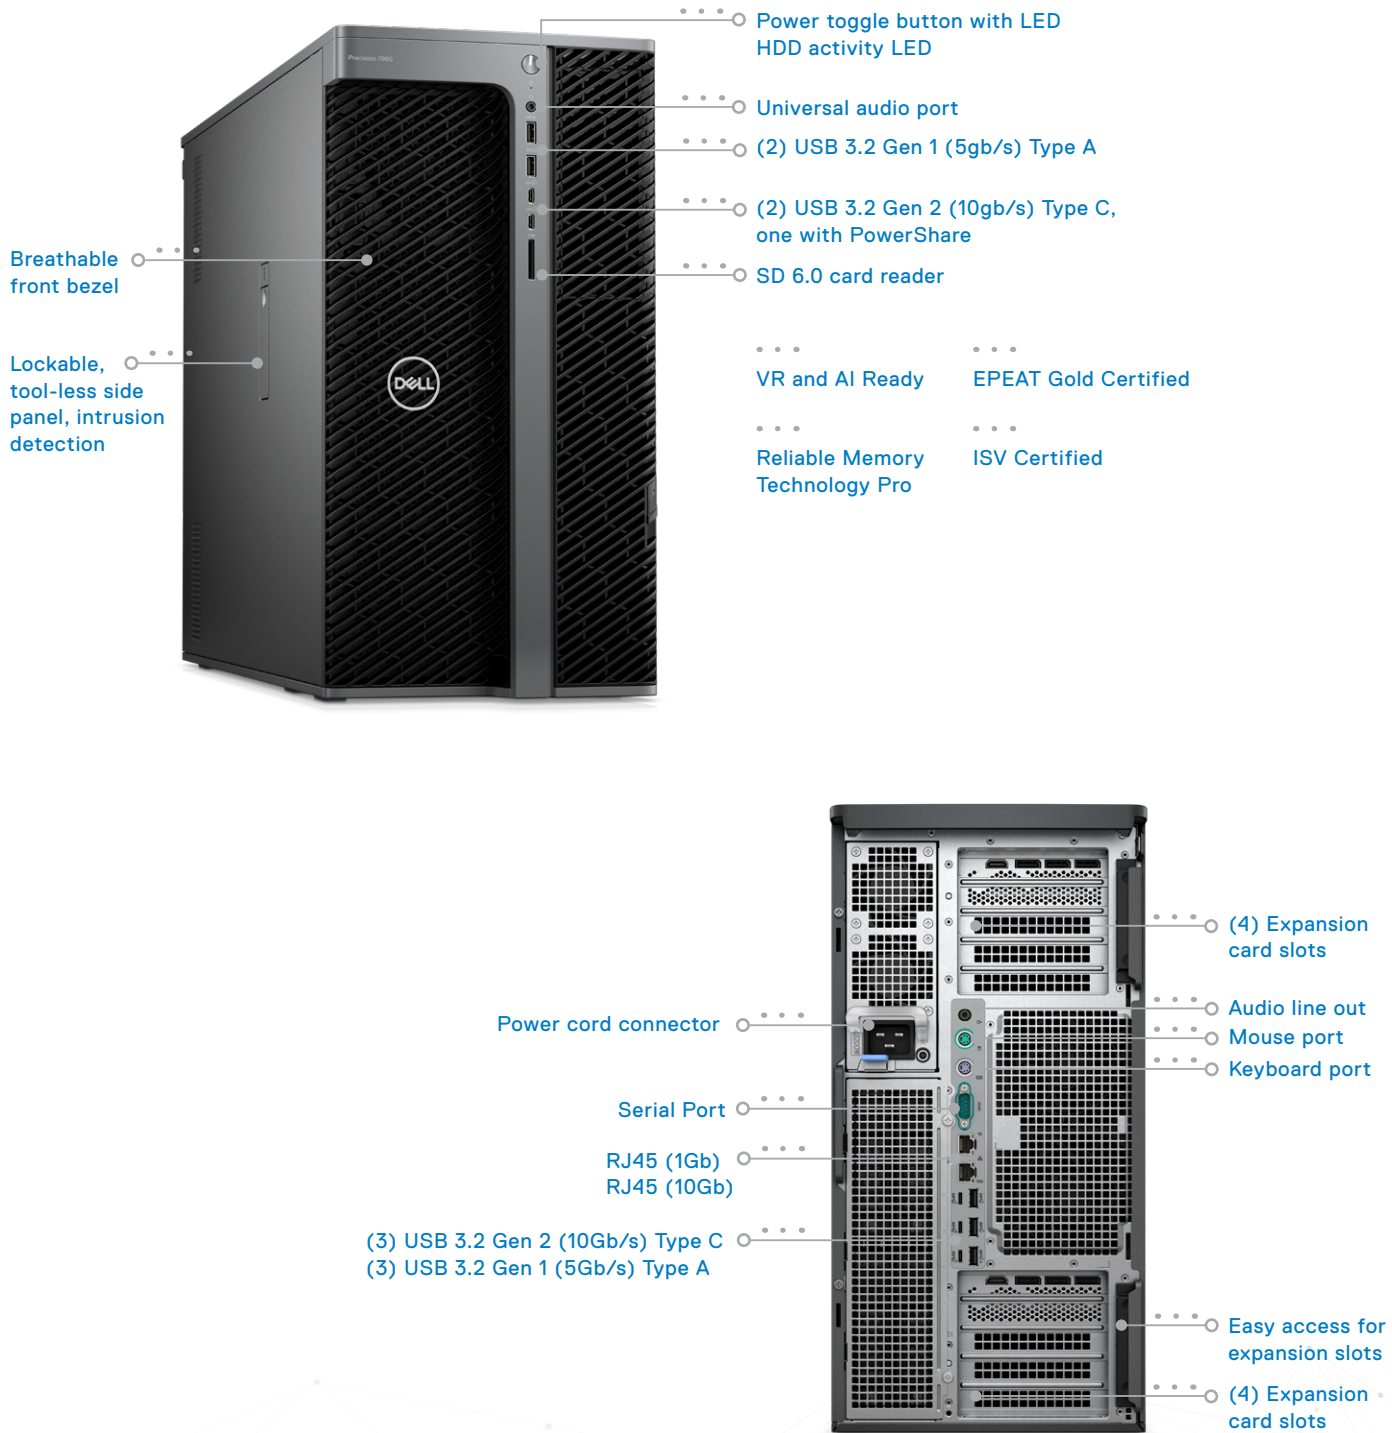 Precision 7960
Power toggle button with LED
HDD activity LED
Universal audio port
(2) USB 3.2 Gen 1 (5gb/s) Type A
(2) USB 3.2 Gen 2 (10gb/s) Type C,
one with PowerShare
SD 6.0 card reader
Breathable
front bezel
Lockable,
tool-less side
panel, intrusion
detection
DELL
VR and AI Ready
EPEAT Gold Certified
Reliable Memory
Technology Pro
ISV Certified
(4) Expansion
card slots
Power cord connector
2200W
Audio line out
Mouse port
Keyboard port
Serial Port
RJ45 (1Gb)
RJ45 (10Gb)
(3) USB 3.2 Gen 2 (10Gb/s) Type C
(3) USB 3.2 Gen 1 (5Gb/s) Type A
Easy access for
expansion slots
(4) Expansion
card slots